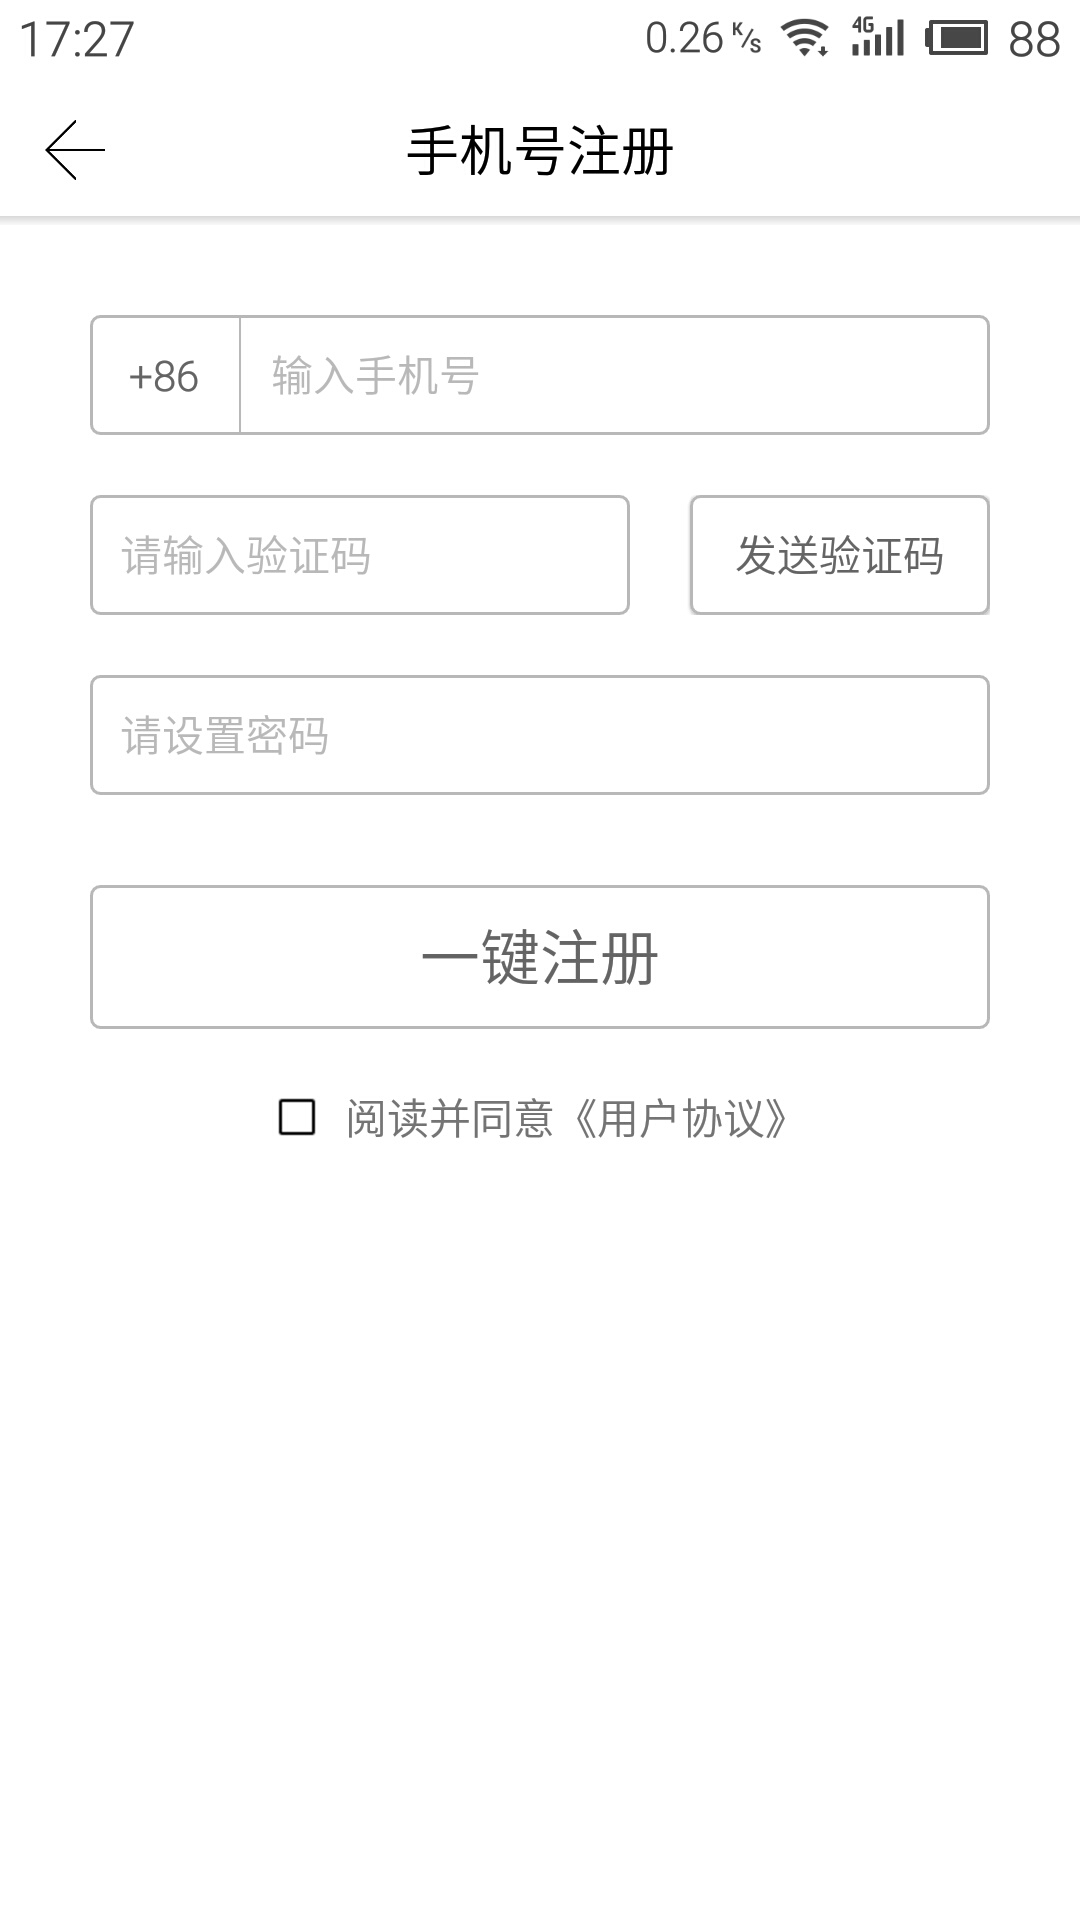 17:27 0.26 K/s 4G 88
手机号注册
+86 输入手机号
请输入验证码 发送验证码
请设置密码
一键注册
阅读并同意《用户协议》